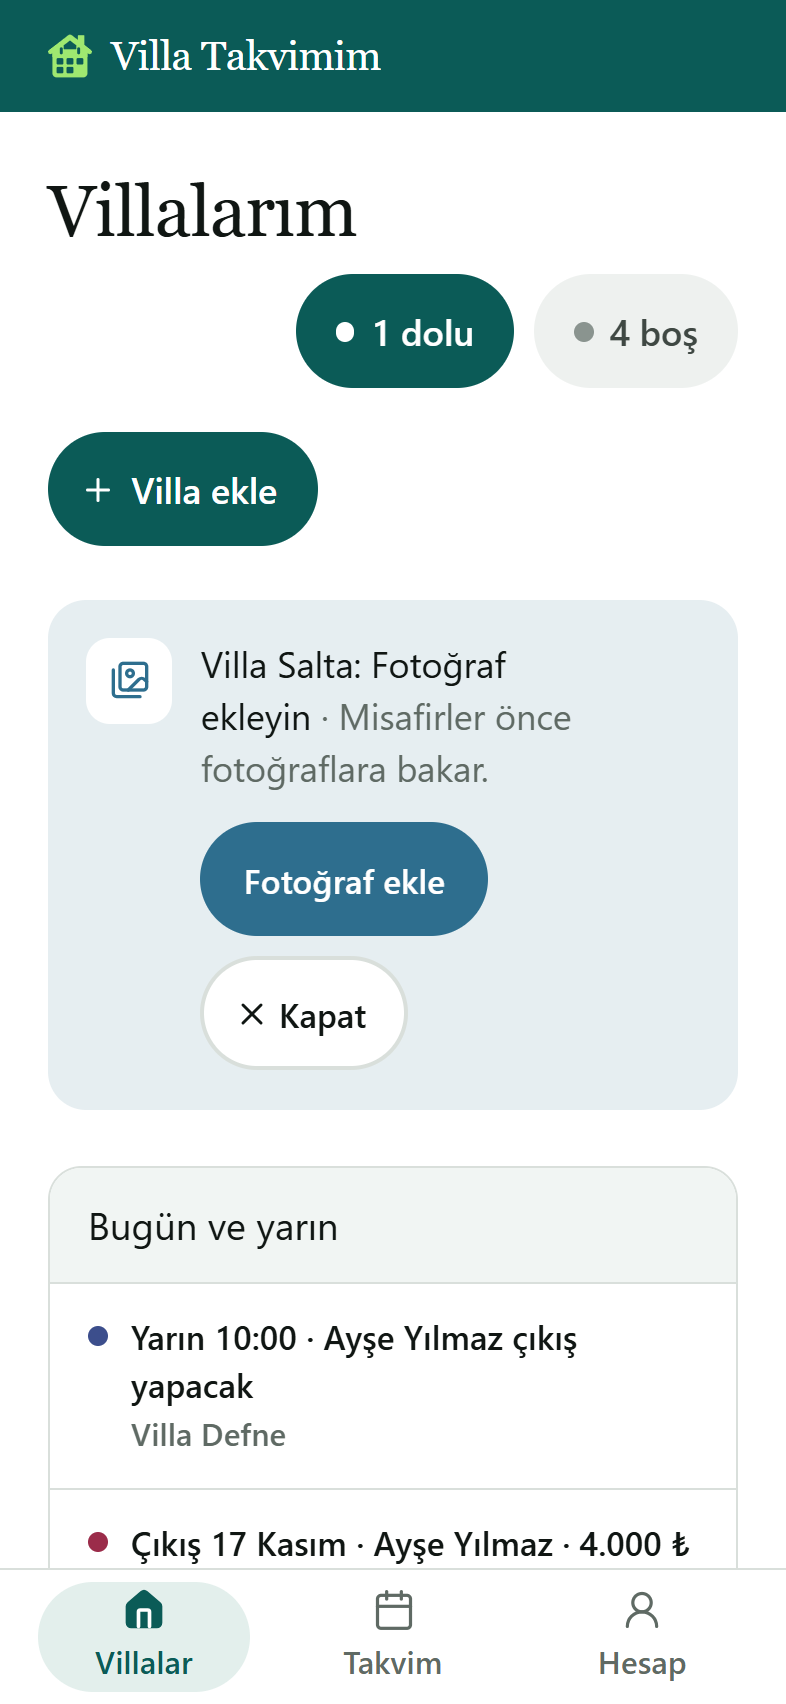 Villa Takvimim
Villalarım
1 dolu
4 boş
+ Villa ekle
Villa Salta: Fotoğraf
ekleyin · Misafirler önce
fotoğraflara bakar.
Fotoğraf ekle
Kapat
Bugün ve yarın
Yarın 10:00 · Ayşe Yılmaz çıkış
yapacak
Villa Defne
Çıkış 17 Kasım · Ayşe Yılmaz · 4.000 ₺
Villalar
Takvim
Hesap